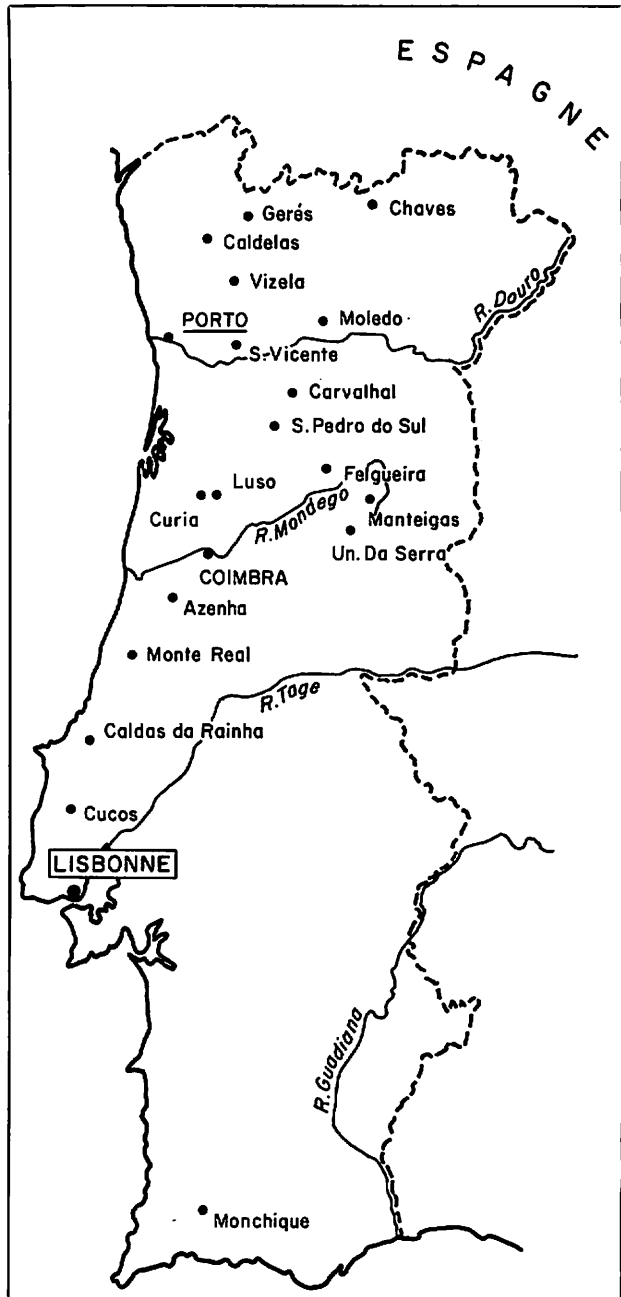 ESPAGNE
Gerés
Chaves
Caldelas
Vizela
R. Douro
PORTO
Moledo
S. Vicente
Carvalhal
S. Pedro do Sul
Felgueira
Luso
Curia
R. Mondego
Manteigas
Un. Da Serra
COIMBRA
Azenha
Monte Real
R. Tage
Caldas da Rainha
Cucos
LISBONNE
R. Guadiana
Monchique